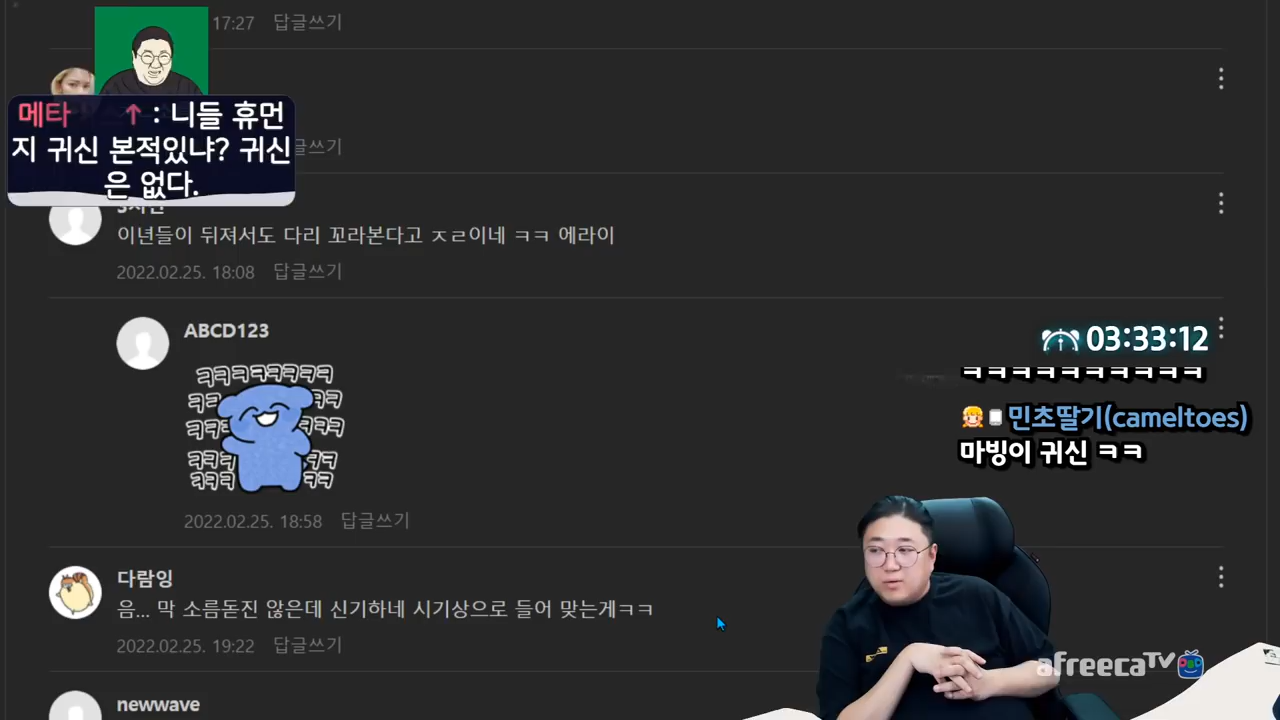 17:27 답글쓰기
메타 ↑ : 니들 휴먼
지 귀신 본적있냐? 귀신
은 없다.
글쓰기
이년들이 뒤져서도 다리 꼬라본다고 ㅈㄹ이네 ㅋㅋ 에라이
2022.02.25. 18:08 답글쓰기
ABCD123
03:33:12
ㅋㅋㅋㅋㅋㅋㅋㅋㅋㅋ
민초딸기(cameltoes)
마빙이 귀신 ㅋㅋ
ㅋㅋㅋㅋㅋㅋㅋㅋ
2022.02.25. 18:58 답글쓰기
다람잉
음... 막 소름돋진 않은데 신기하네 시기상으로 들어 맞는게ㅋㅋ
2022.02.25. 19:22 답글쓰기
afreecaTV
newwave